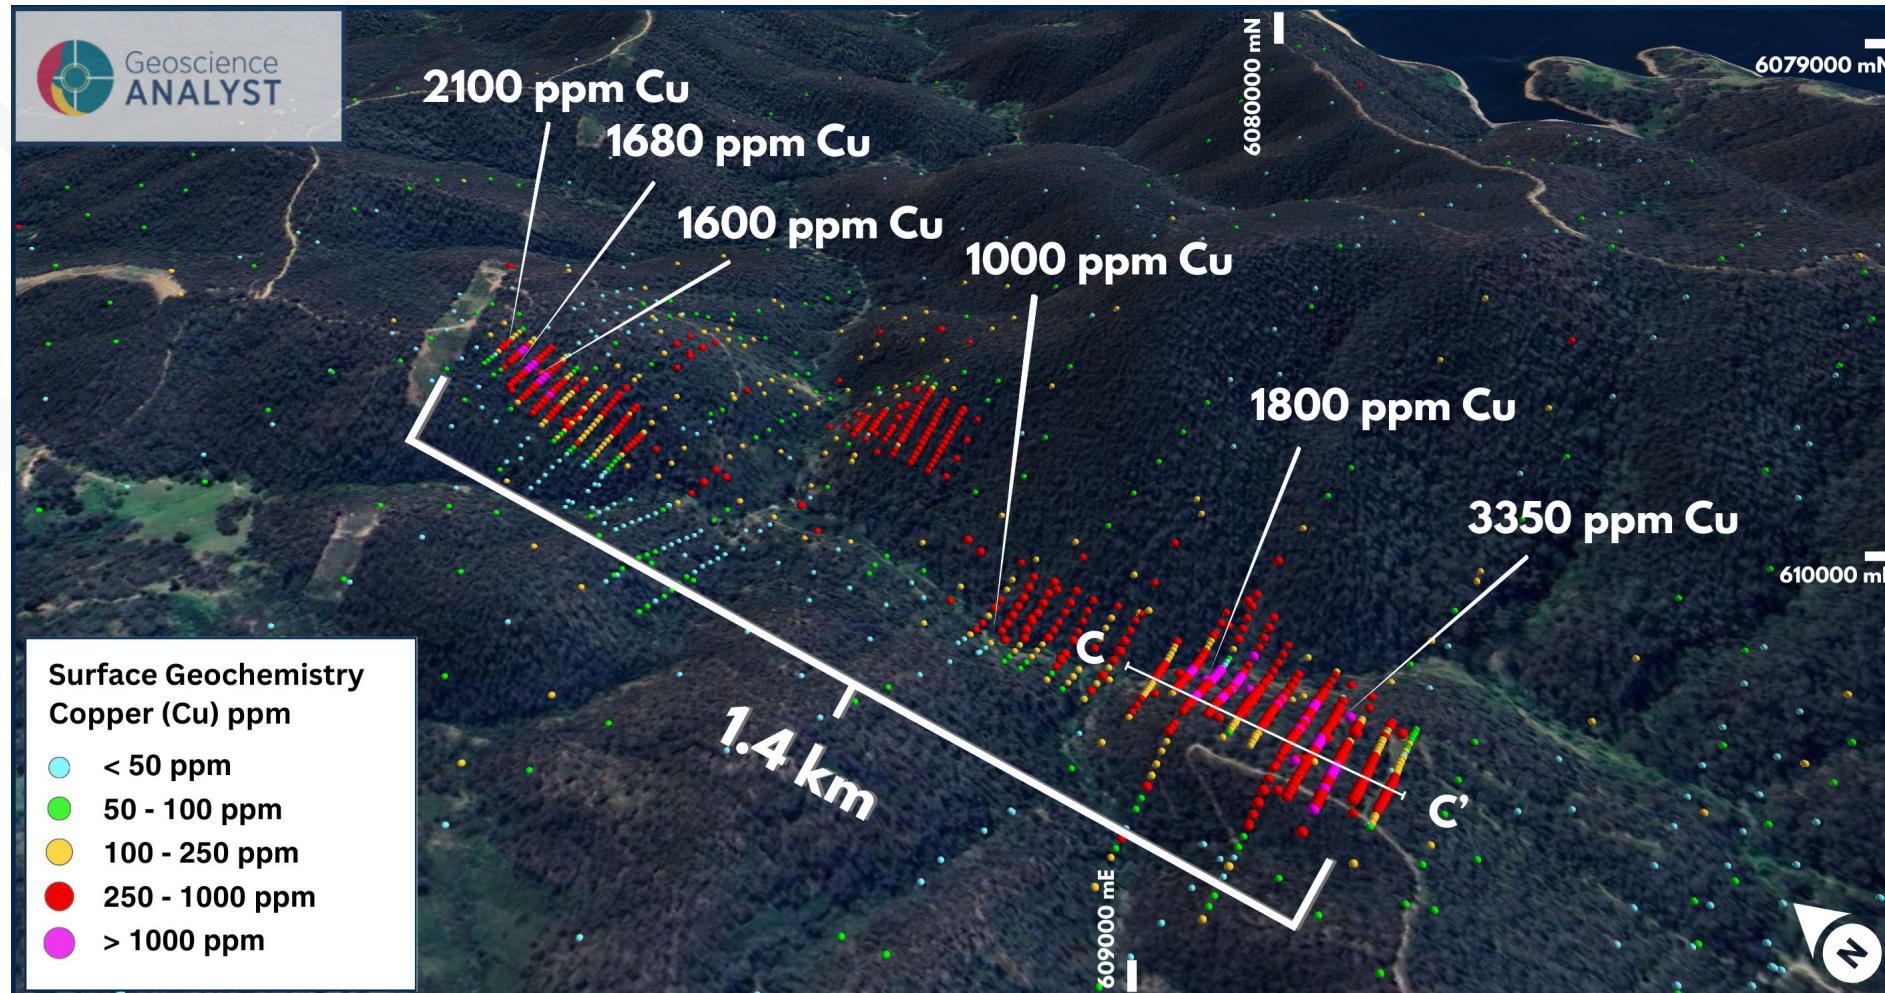 Geoscience
ANALYST
2100 ppm Cu
1680 ppm Cu
1600 ppm Cu
1000 ppm Cu
1800 ppm Cu
3350 ppm Cu
6080000 mN
6079000 mN
610000 mE
609000 mE
C
C'
1.4 km
N
Surface Geochemistry
Copper (Cu) ppm
< 50 ppm
50 - 100 ppm
100 - 250 ppm
250 - 1000 ppm
> 1000 ppm